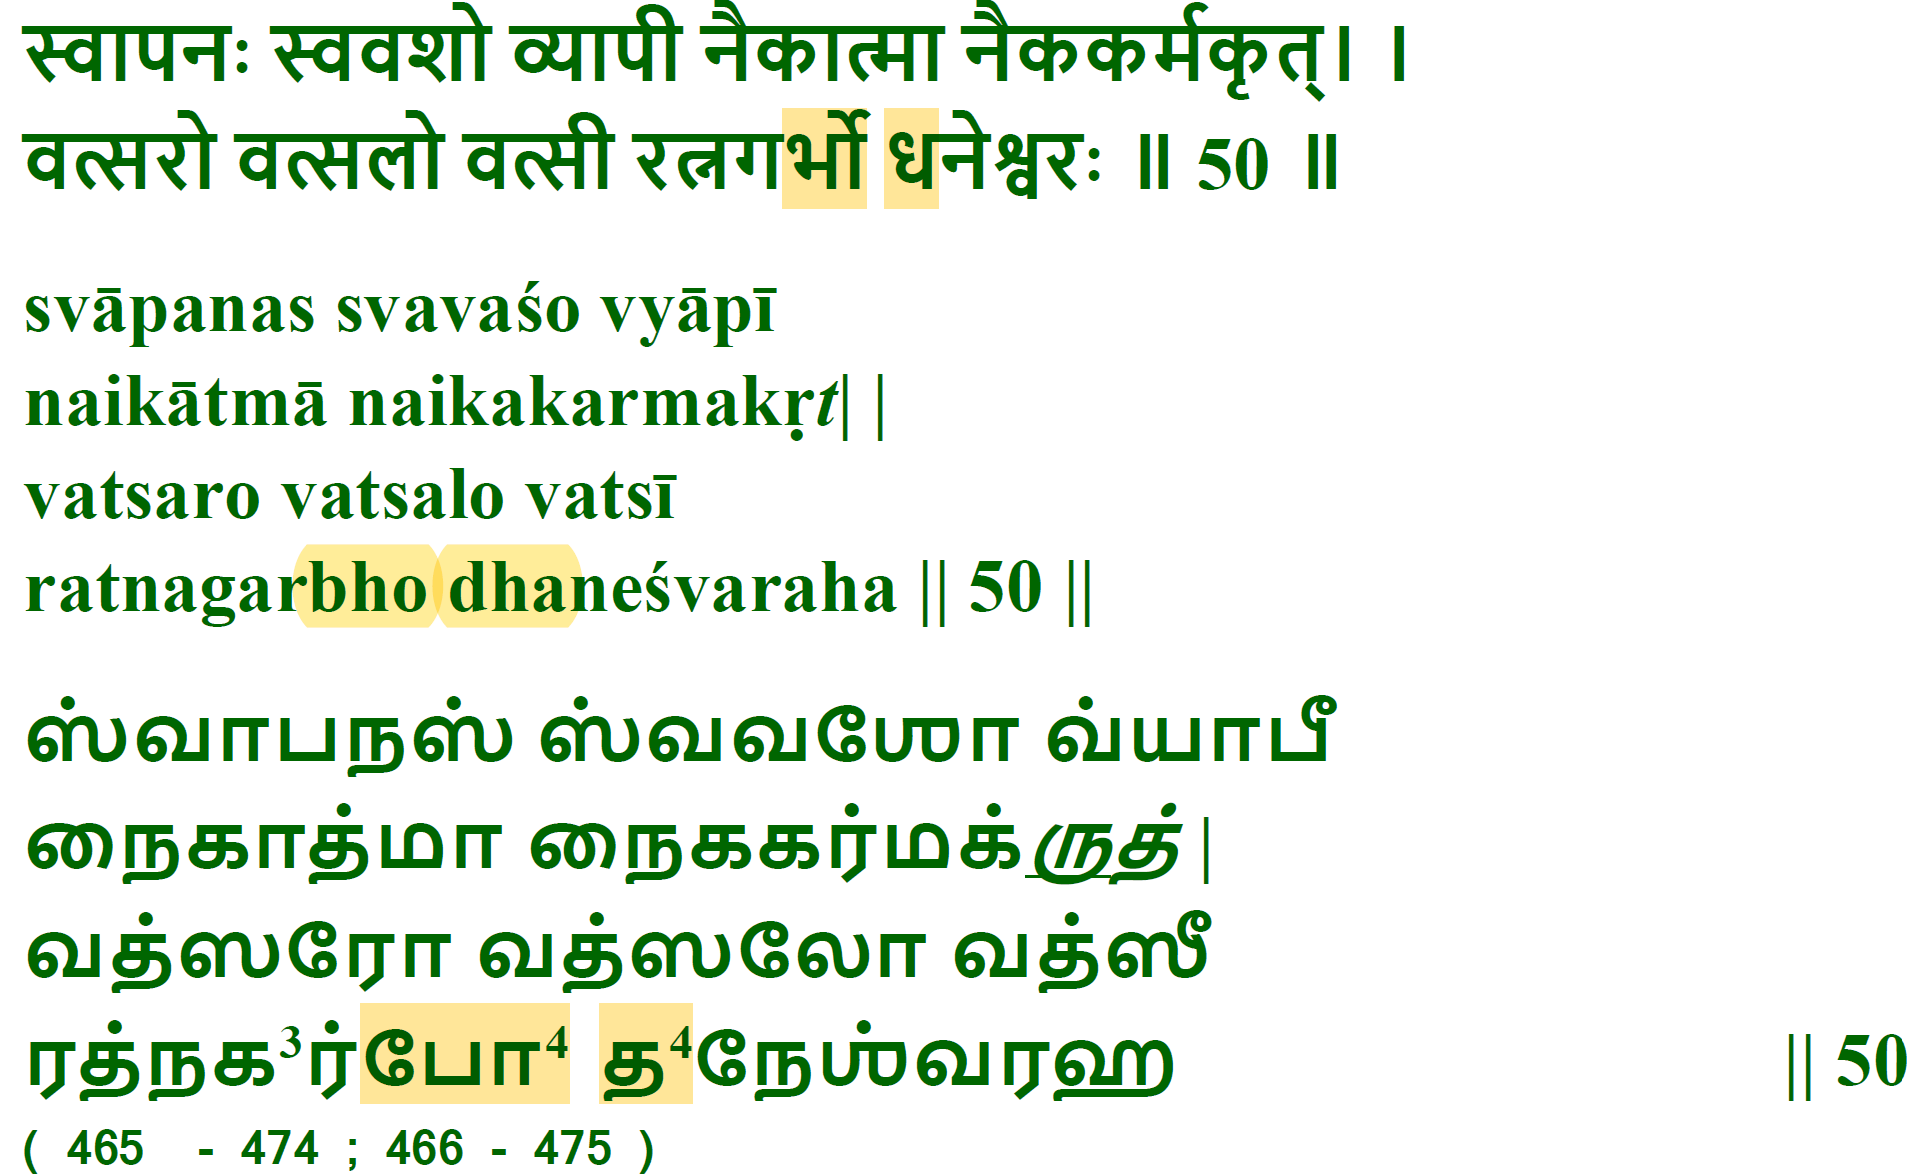 स्वापनः स्ववशो व्यापी नैकात्मा नैककर्मकृत्। ।
वत्सरो वत्सलो वत्सी रत्नगर्भो धनेश्वरः ॥ 50 ॥
svāpanas svavaśo vyāpī
naikātmā naikakarmakṛt| |
vatsaro vatsalo vatsī
ratnagarbho dhaneśvaraha || 50 ||
ஸ்வாபநஸ் ஸ்வவஶோ வ்யாபீ
நைகாத்மா நைககர்மக்ருத் |
வத்ஸரோ வத்ஸலோ வத்ஸீ
ரத்நக³ர்போ⁴ த⁴நேஶ்வரஹ || 50
( 465 - 474 ; 466 - 475 )